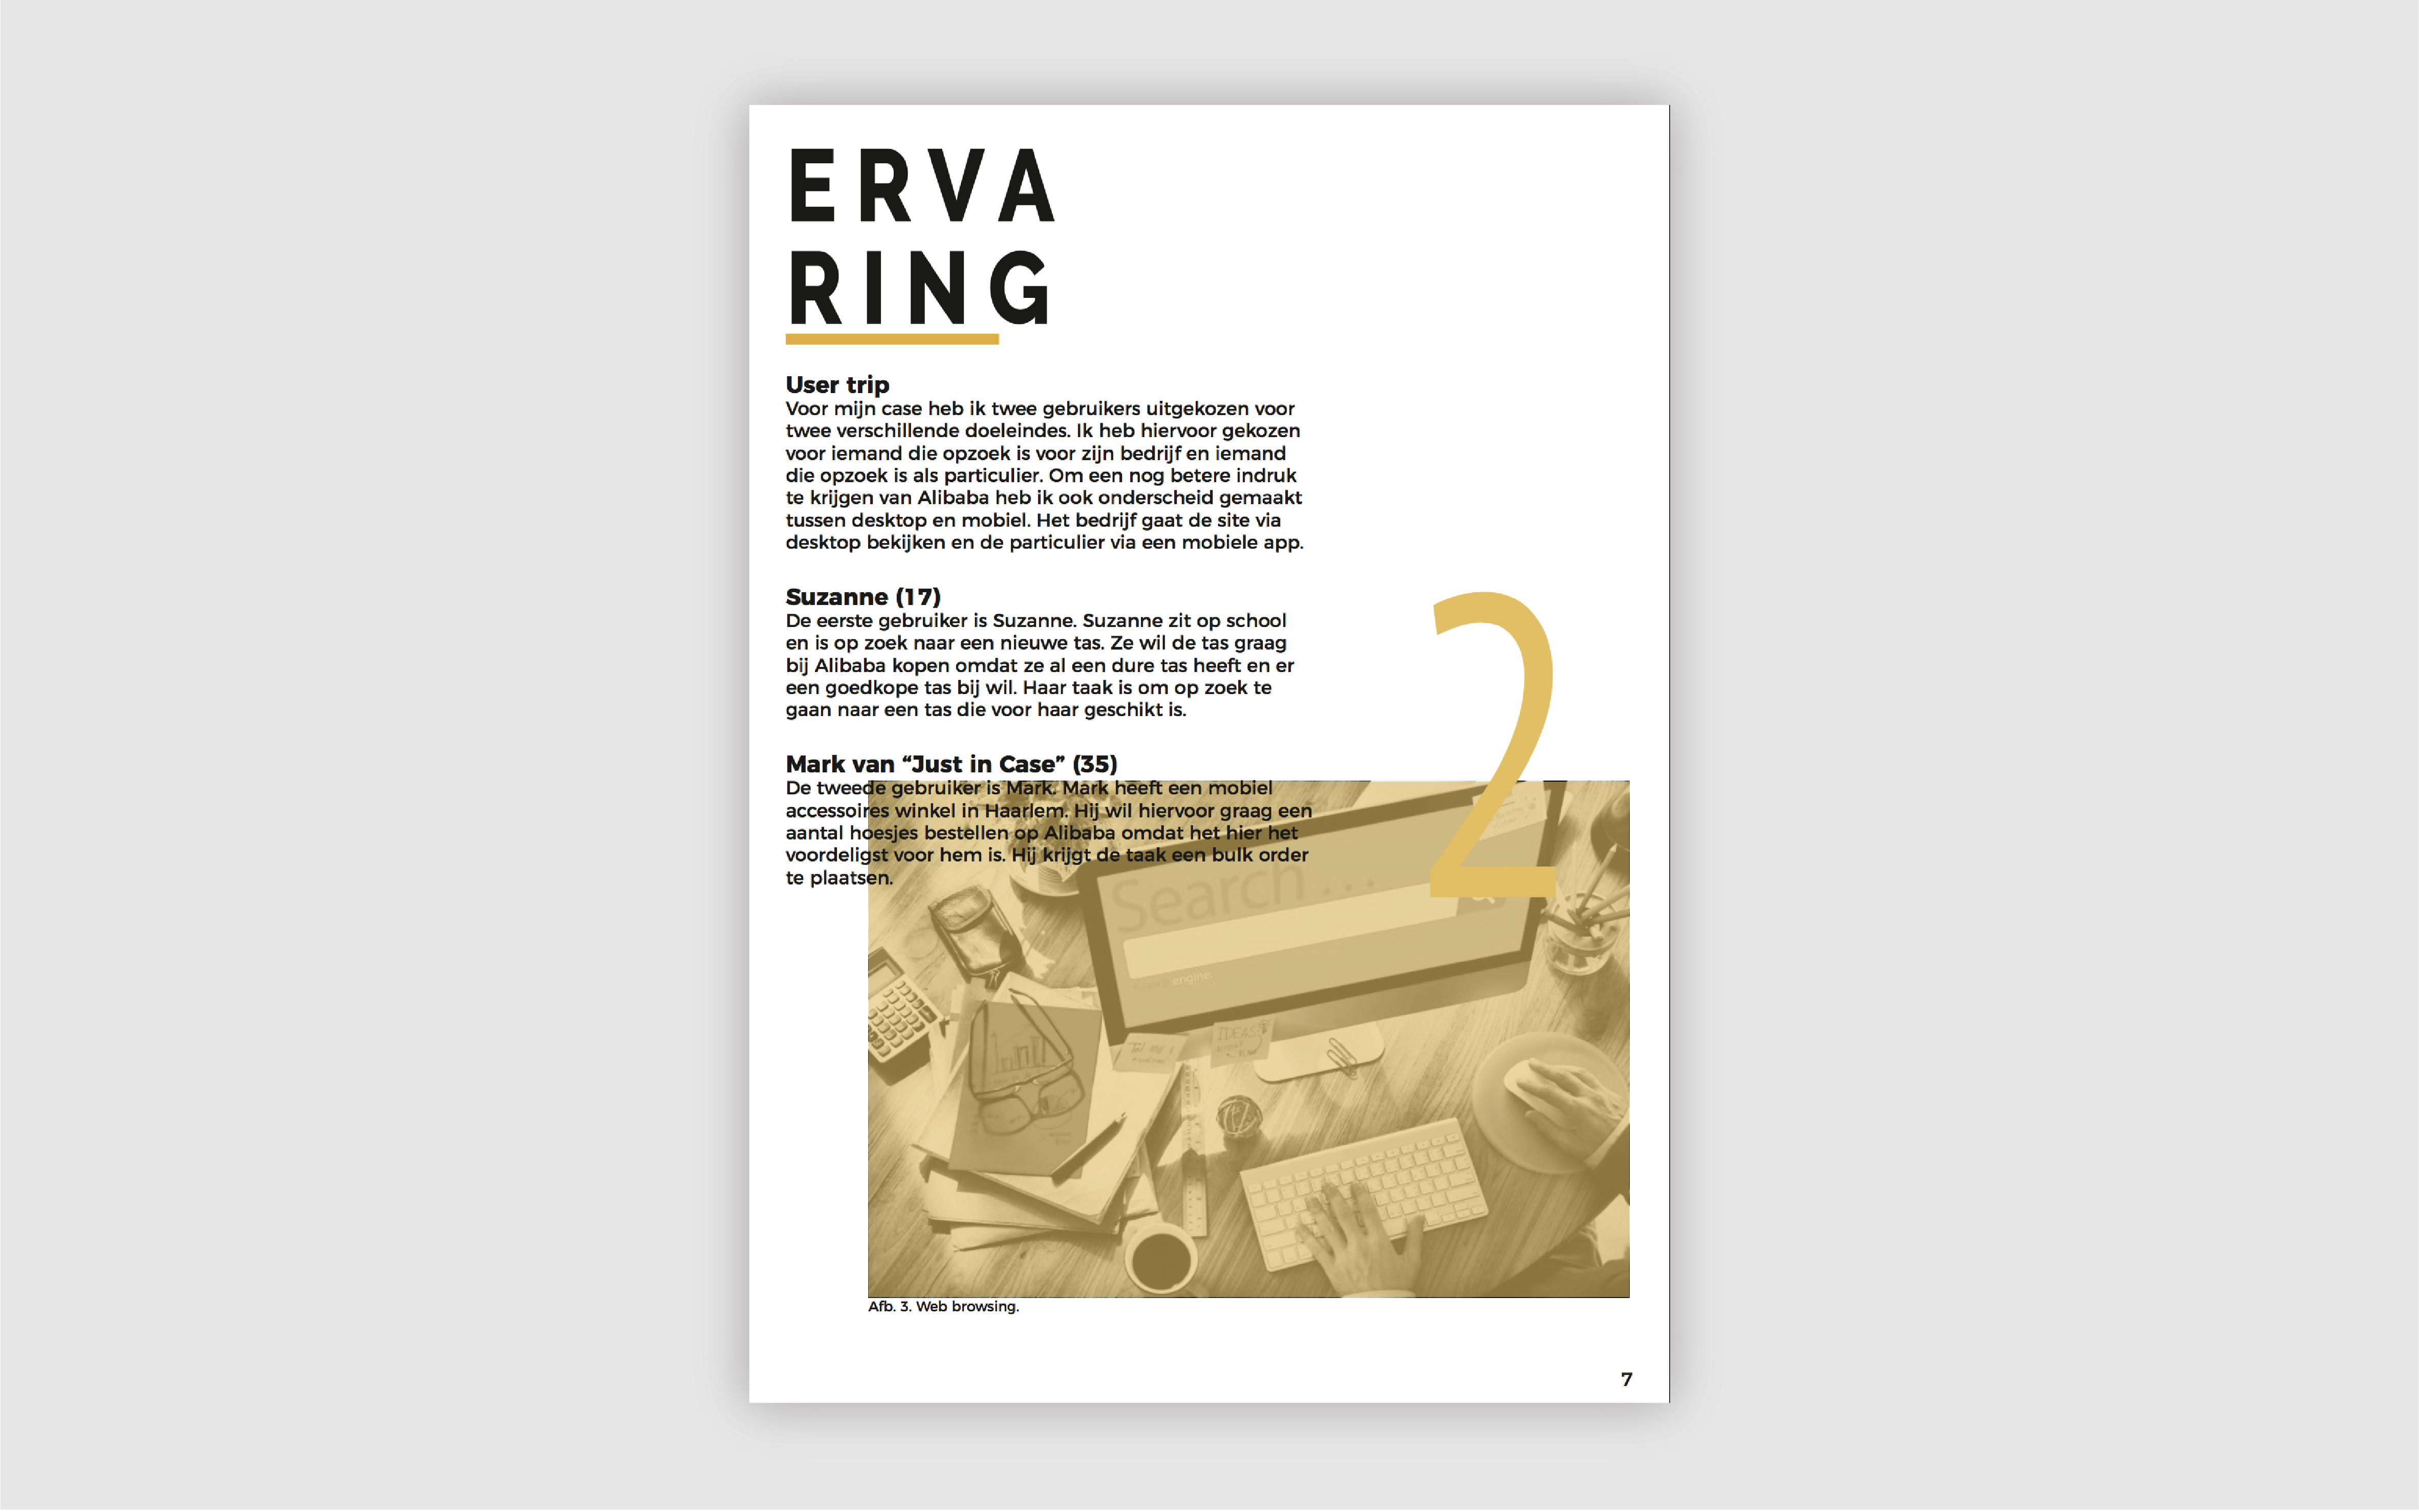 ERVA
RING
User trip
Voor mijn case heb ik twee gebruikers uitgekozen voor
twee verschillende doeleindes. Ik heb hiervoor gekozen
voor iemand die opzoek is voor zijn bedrijf en iemand
die opzoek is als particulier. Om een nog betere indruk
te krijgen van Alibaba heb ik ook onderscheid gemaakt
tussen desktop en mobiel. Het bedrijf gaat de site via
desktop bekijken en de particulier via een mobiele app.
Suzanne (17)
De eerste gebruiker is Suzanne. Suzanne zit op school
en is op zoek naar een nieuwe tas. Ze wil de tas graag
bij Alibaba kopen omdat ze al een dure tas heeft en er
een goedkope tas bij wil. Haar taak is om op zoek te
gaan naar een tas die voor haar geschikt is.
Mark van “Just in Case” (35)
De tweede gebruiker is Mark. Mark heeft een mobiel
accessoires winkel in Haarlem. Hij wil hiervoor graag een
aantal hoesjes bestellen op Alibaba omdat het hier het
voordeligst voor hem is. Hij krijgt de taak een bulk order
te plaatsen.
2
Search...
engine.
IDEAS
Afb. 3. Web browsing.
7